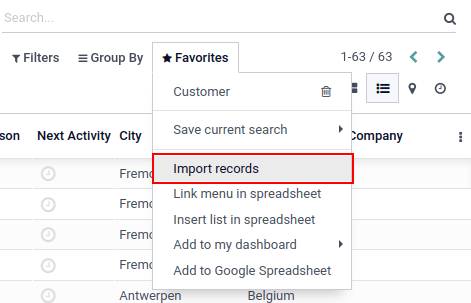 Search...
Filters Group By Favorites 1-63 / 63
Customer
Save current search
son Next Activity City Company
Import records
Fremo
Link menu in spreadsheet
Fremo
Insert list in spreadsheet
Fremo
Add to my dashboard
Fremo
Add to Google Spreadsheet
Antwerpen Belgium